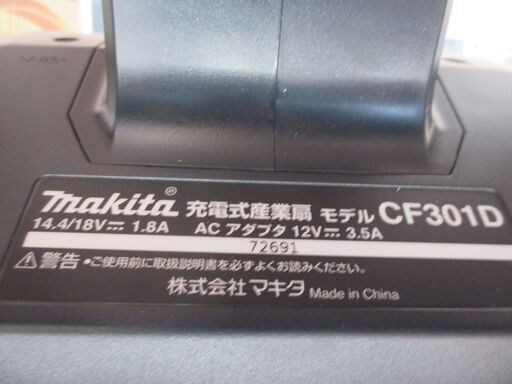 makita® 充電式産業扇 モデル CF301D
14.4/18V⎓ 1.8A ACアダプタ 12V⎓ 3.5A
72691
⚠警告 •ご使用前に取扱説明書を必ずよくお読みください。
株式会社マキタ Made in China